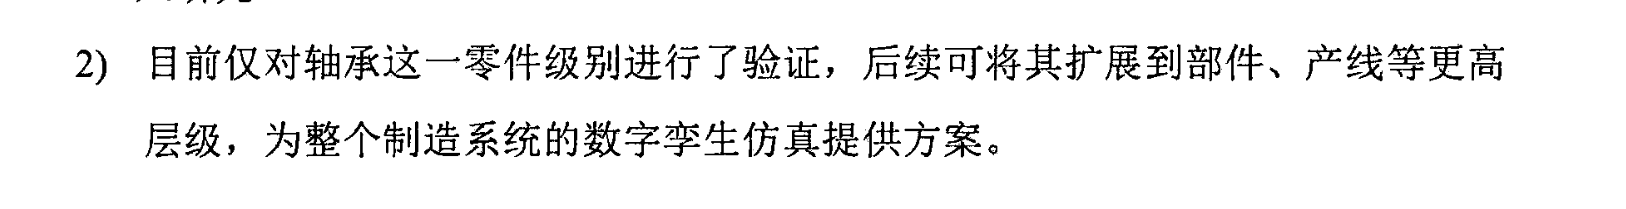 2) 目前仅对轴承这一零件级别进行了验证，后续可将其扩展到部件、产线等更高
层级，为整个制造系统的数字孪生仿真提供方案。